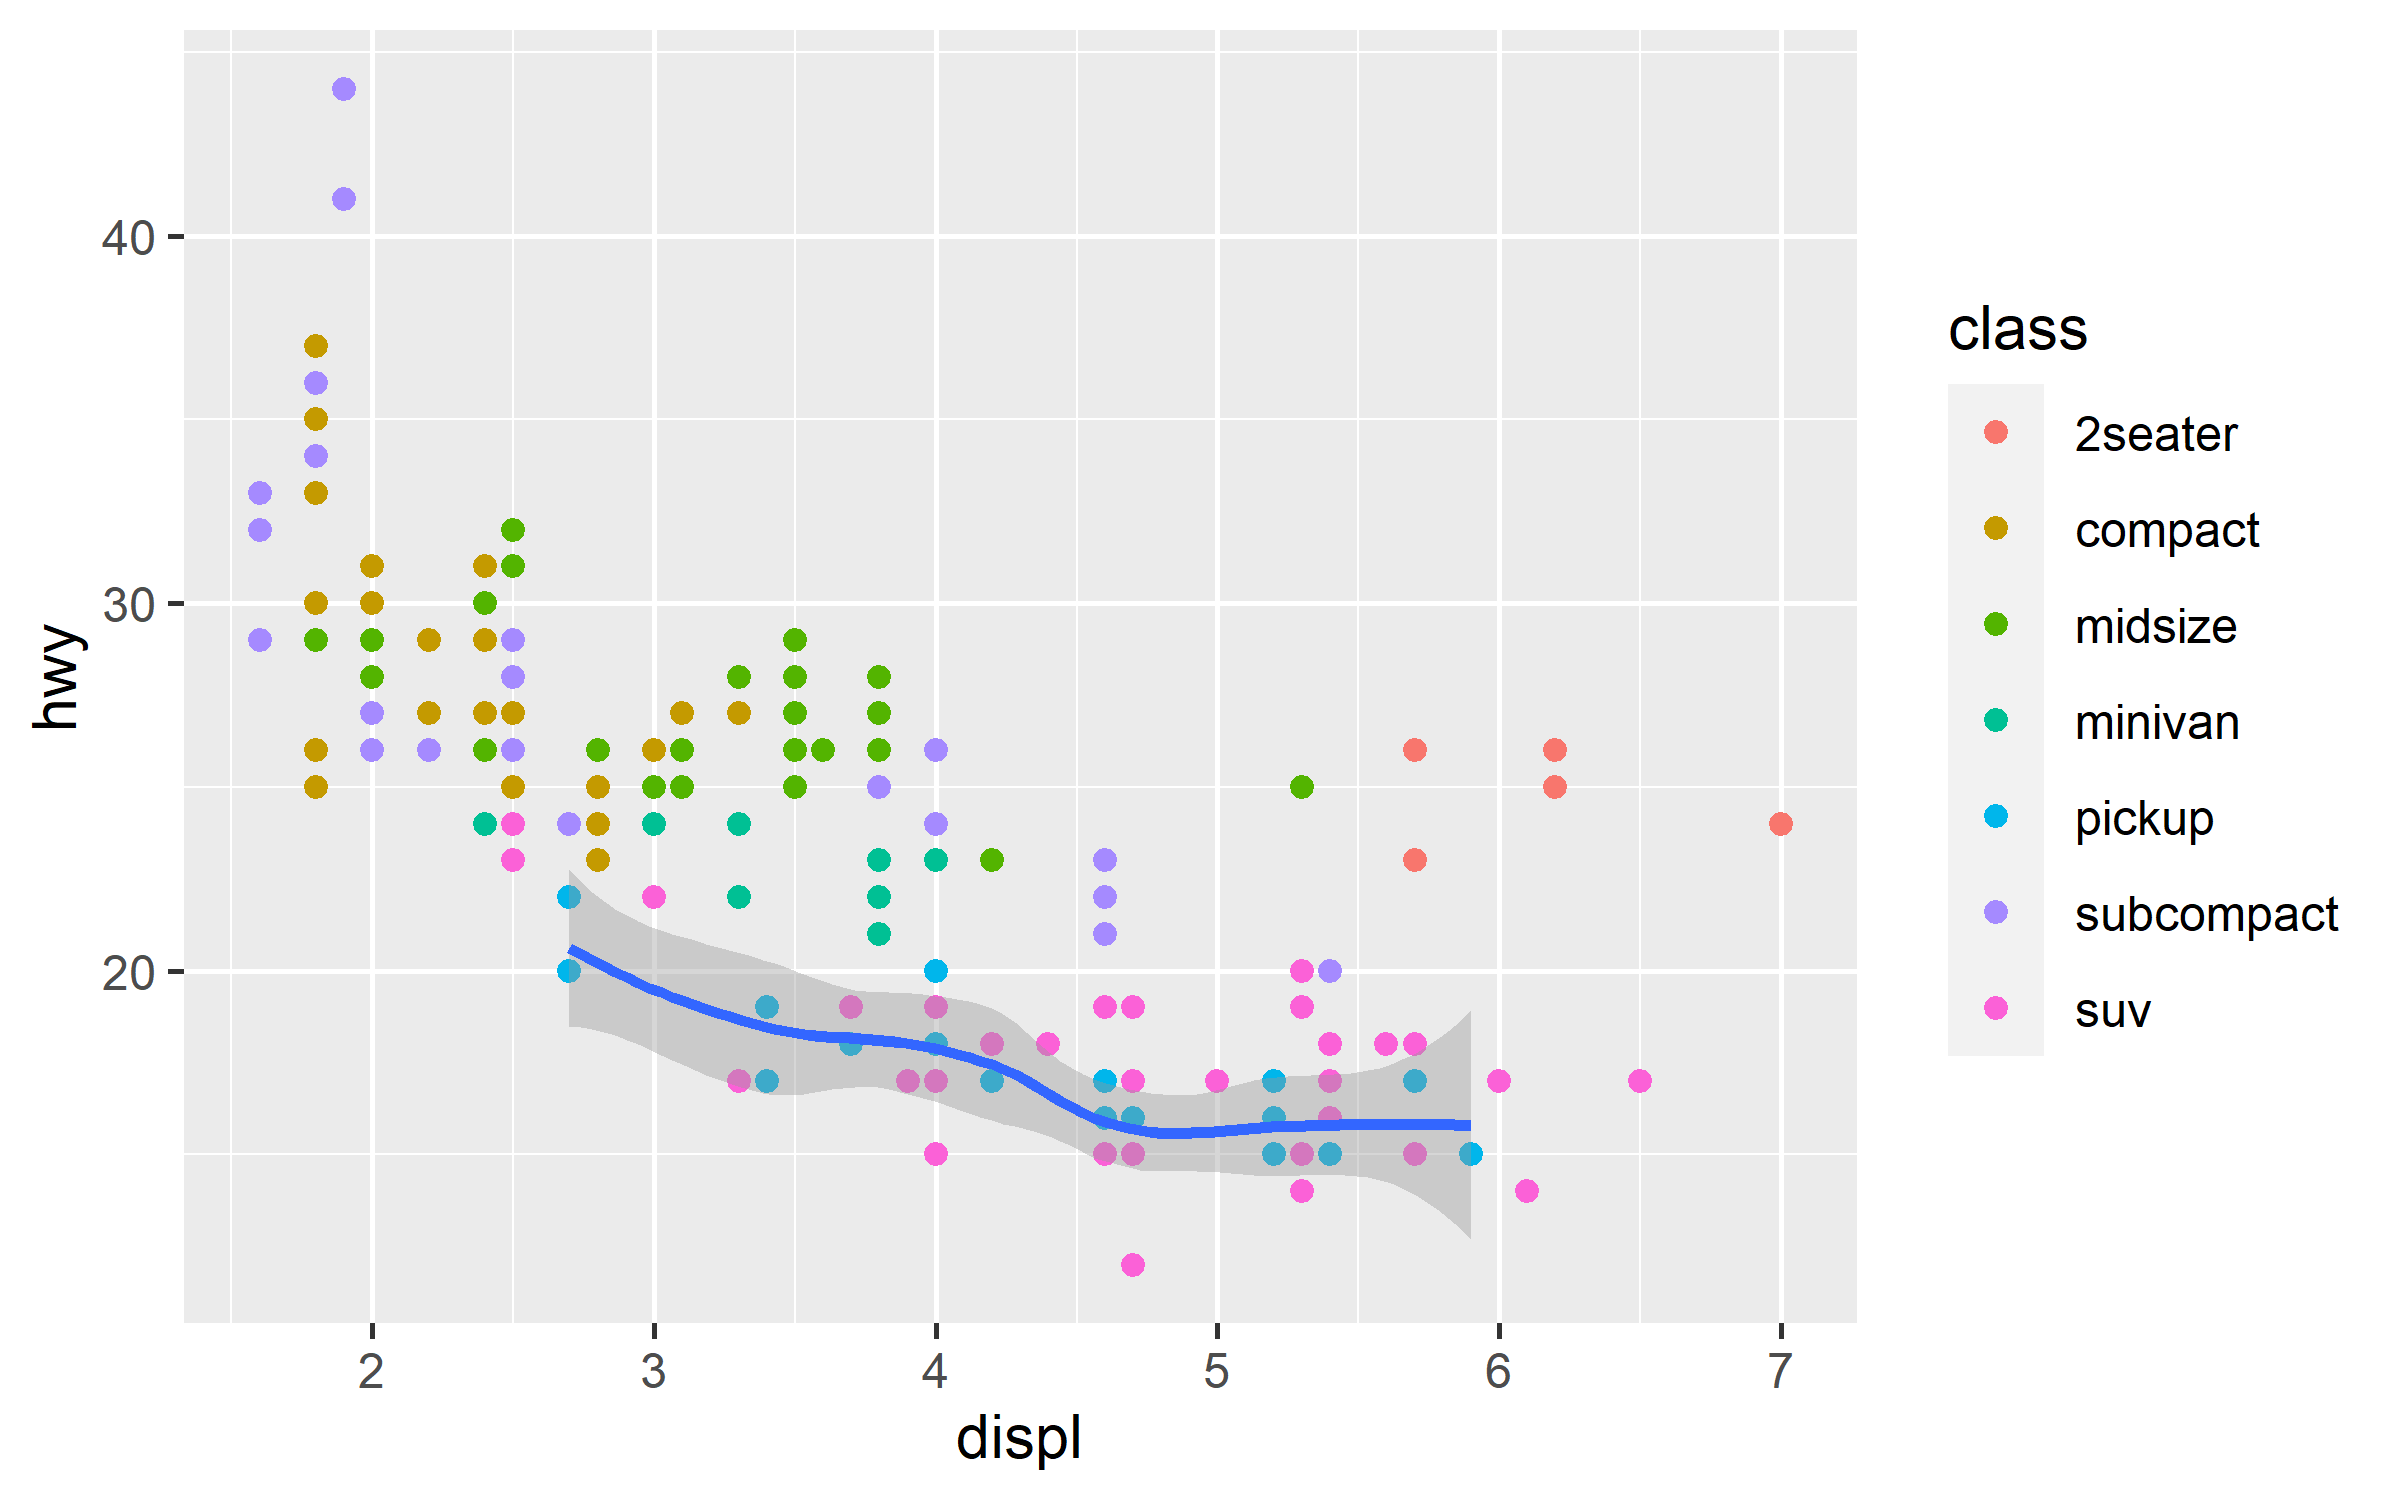 40
30
20
hwy
2
3
4
5
6
7
displ
class
2seater
compact
midsize
minivan
pickup
subcompact
suv